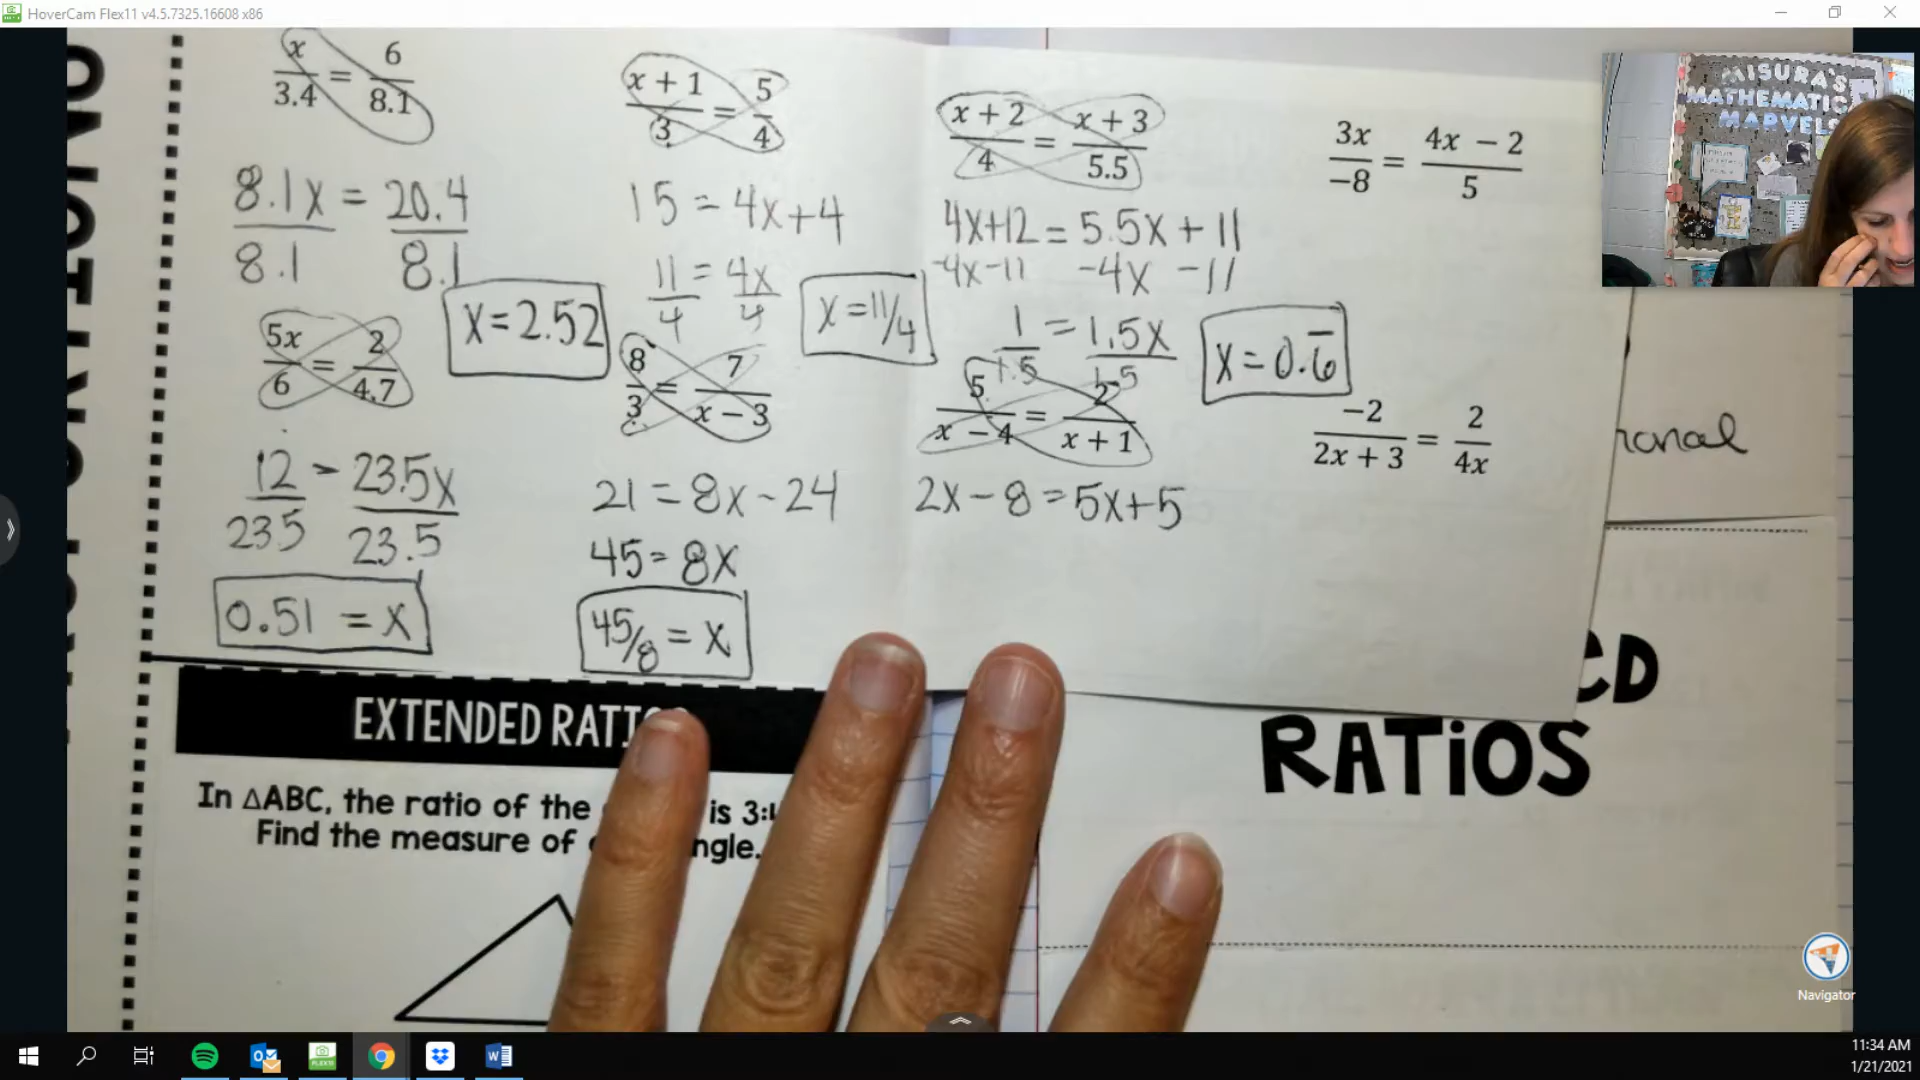 HoverCam Flex11 v4.5.7325.16608 x86
x/3.4 = 6/8.1
8.1x = 20.4
8.1 8.1
x = 2.52
x + 1/3 = 5/4
15 = 4x+4
11 = 4x
4 4
x = 11/4
x + 2/4 = x + 3/5.5
4x+12 = 5.5x + 11
-4x-11 -4x -11
1 = 1.5x
1.5 1.5
x = 0.6̅
3x/−8 = 4x − 2/5
MISURA'S
MATHEMATIC
MARVELS
5x/6 = 2/4.7
12 = 23.5x
23.5 23.5
0.51 = x
8/3 = 7/x − 3
21 = 8x - 24
45 = 8x
45/8 = x
5/x − 4 = 2/x + 1
2x - 8 = 5x+5
−2/2x + 3 = 2/4x
ional
EXTENDED RATIO
In △ABC, the ratio of the is 3:4
Find the measure of ngle.
RATIOS
Navigator
11:34 AM
1/21/2021